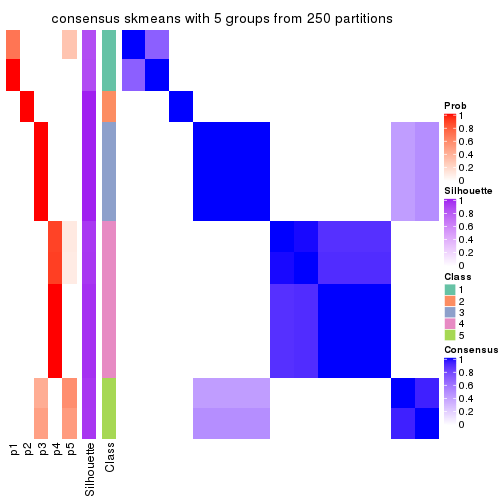 consensus skmeans with 5 groups from 250 partitions
Prob
1
0.8
0.6
0.4
0.2
0
Silhouette
1
0.8
0.6
0.4
0.2
0
Class
1
2
3
4
5
Consensus
1
0.8
0.6
0.4
0.2
0
p1
p2
p3
p4
p5
Silhouette
Class